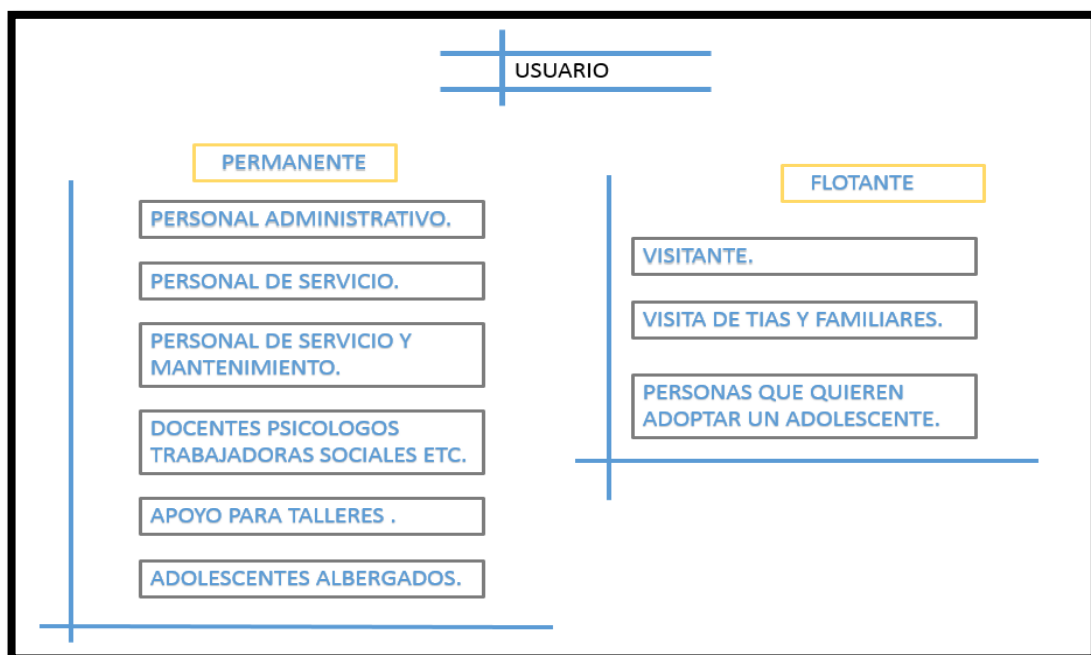 USUARIO
PERMANENTE
PERSONAL ADMINISTRATIVO.
PERSONAL DE SERVICIO.
PERSONAL DE SERVICIO Y
MANTENIMIENTO.
DOCENTES PSICOLOGOS
TRABAJADORAS SOCIALES ETC.
APOYO PARA TALLERES .
ADOLESCENTES ALBERGADOS.
FLOTANTE
VISITANTE.
VISITA DE TIAS Y FAMILIARES.
PERSONAS QUE QUIEREN
ADOPTAR UN ADOLESCENTE.